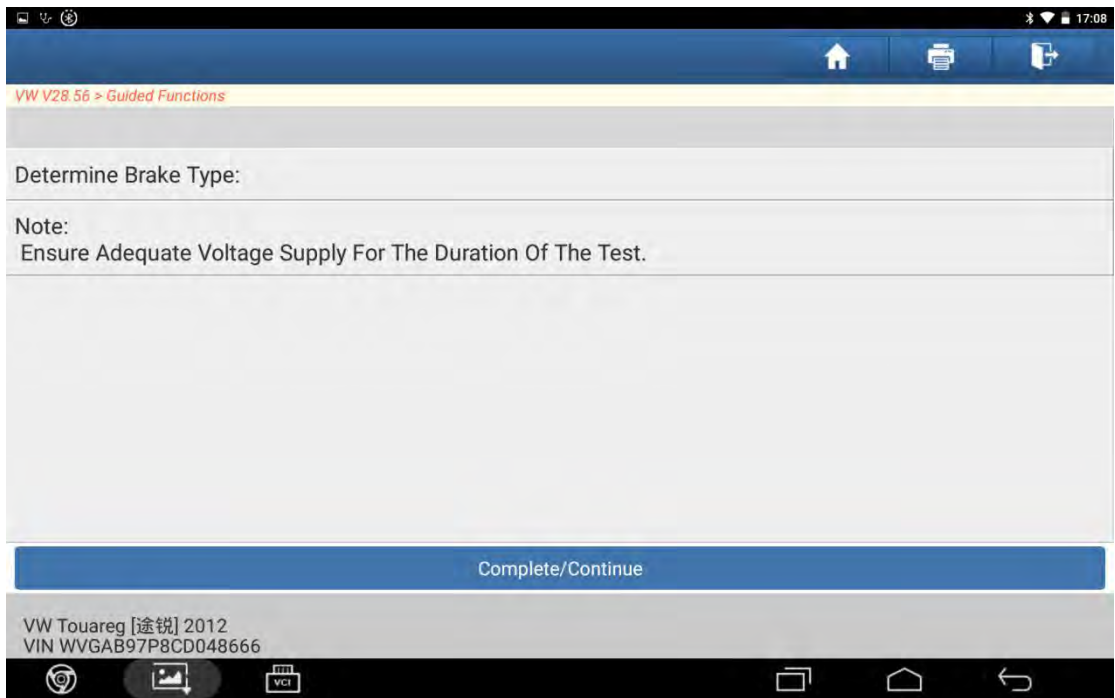 17:08
VW V28.56 > Guided Functions
Determine Brake Type:
Note:
Ensure Adequate Voltage Supply For The Duration Of The Test.
Complete/Continue
VW Touareg [途锐] 2012
VIN WVGAB97P8CD048666
VCI